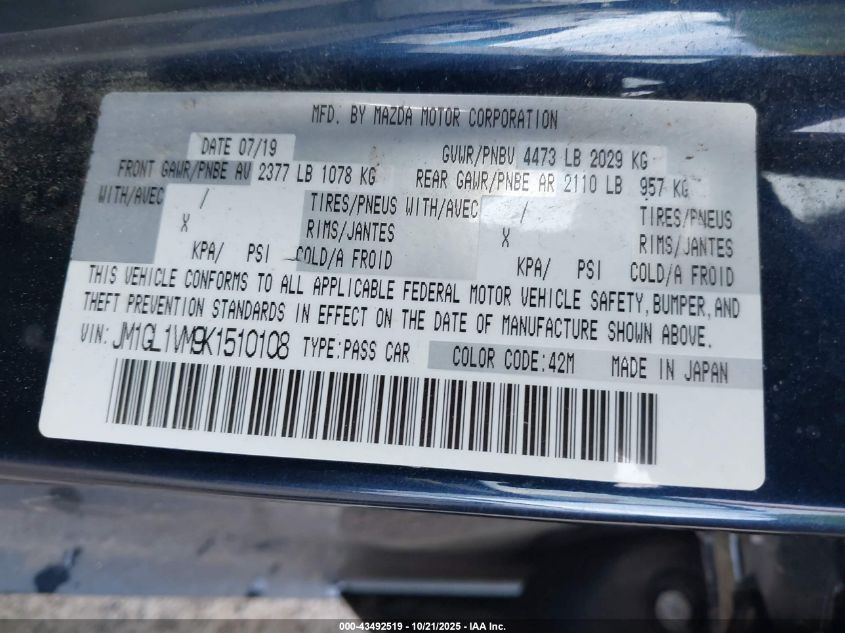 MFD. BY MAZDA MOTOR CORPORATION
DATE 07/19 GVWR/PNBV 4473 LB 2029 KG
FRONT GAWR/PNBE AV 2377 LB 1078 KG REAR GAWR/PNBE AR 2110 LB 957 KG
WITH/AVEC / TIRES/PNEUS WITH/AVEC / TIRES/PNEUS
X RIMS/JANTES X RIMS/JANTES
KPA/ PSI COLD/A FROID KPA/ PSI COLD/A FROID
THIS VEHICLE CONFORMS TO ALL APPLICABLE FEDERAL MOTOR VEHICLE SAFETY, BUMPER, AND
THEFT PREVENTION STANDARDS IN EFFECT ON THE DATE OF MANUFACTURE SHOWN ABOVE.
VIN: JM1GL1VM9K1510108 TYPE:PASS CAR COLOR CODE:42M MADE IN JAPAN
000-43492519 - 10/21/2025 - IAA Inc.